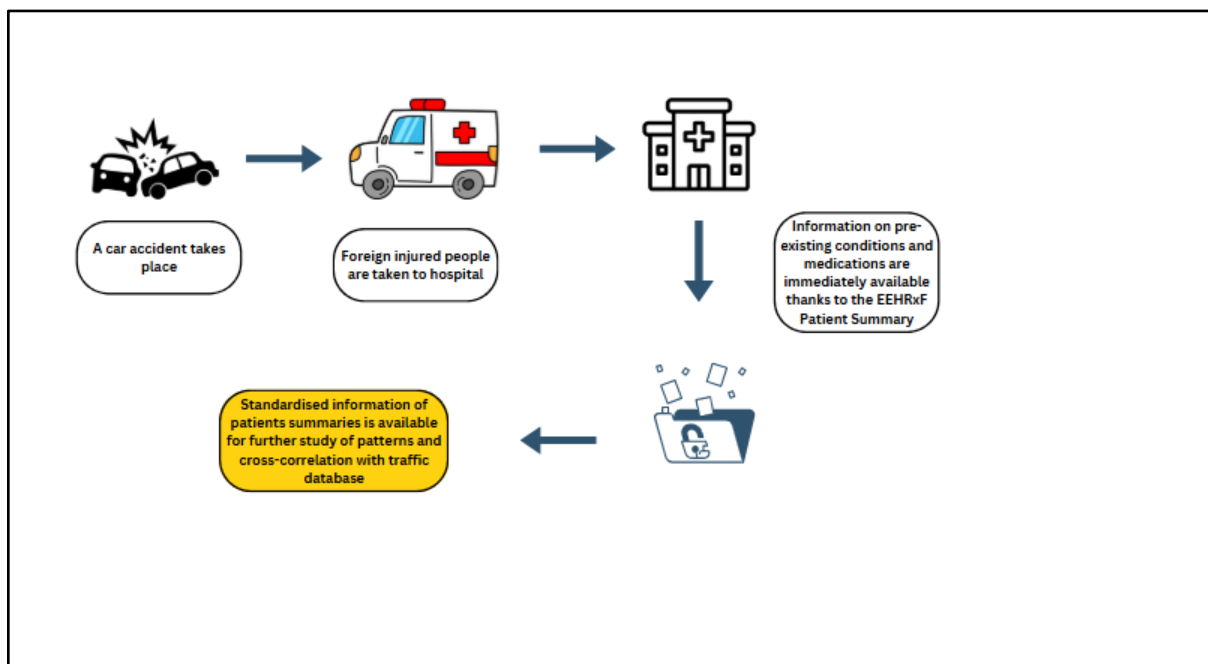 A car accident takes
place
Foreign injured people
are taken to hospital
Information on pre-
existing conditions and
medications are
immediately available
thanks to the EEHRxF
Patient Summary
Standardised information of
patients summaries is available
for further study of patterns and
cross-correlation with traffic
database